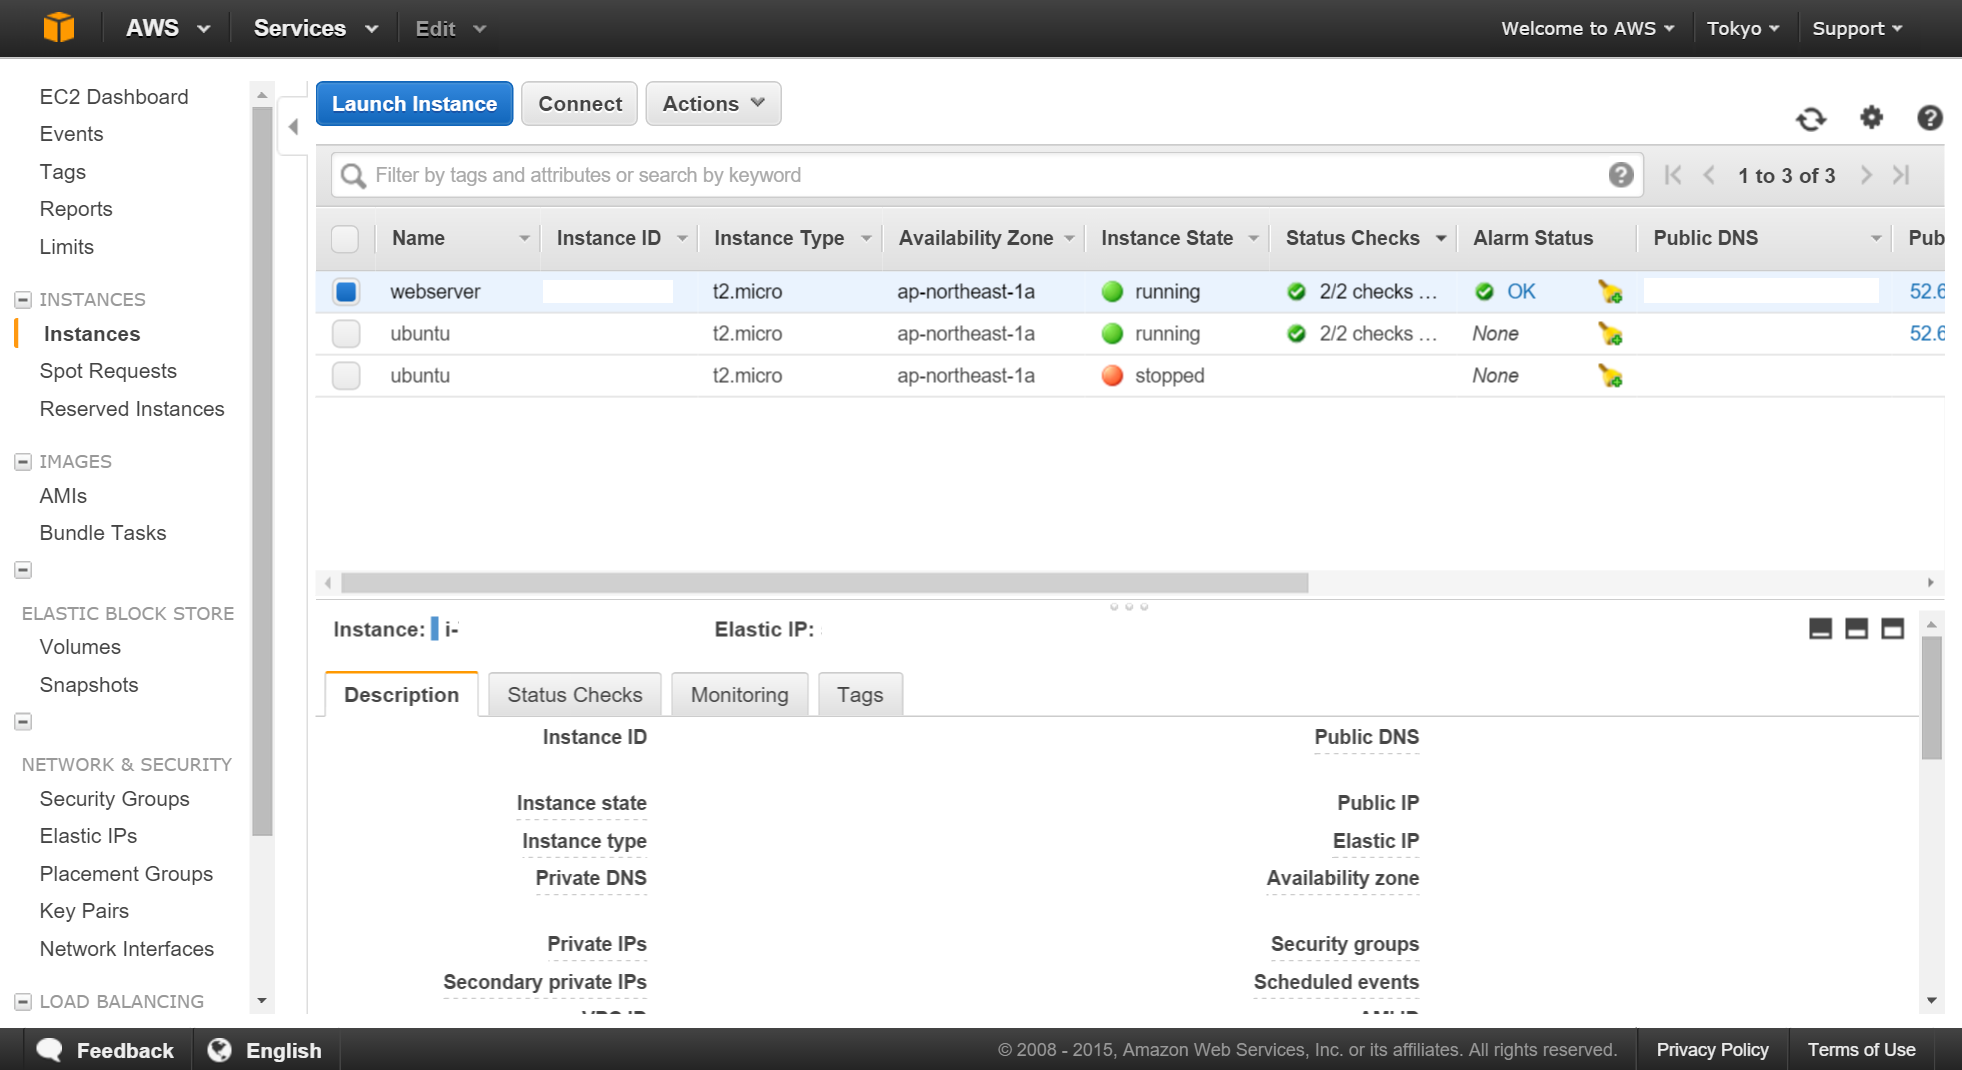 AWS Services Edit Welcome to AWS Tokyo Support
EC2 Dashboard
Events
Tags
Reports
Limits
INSTANCES
Instances
Spot Requests
Reserved Instances
IMAGES
AMIs
Bundle Tasks
ELASTIC BLOCK STORE
Volumes
Snapshots
NETWORK & SECURITY
Security Groups
Elastic IPs
Placement Groups
Key Pairs
Network Interfaces
LOAD BALANCING
Launch Instance Connect Actions
Filter by tags and attributes or search by keyword 1 to 3 of 3
Name Instance ID Instance Type Availability Zone Instance State Status Checks Alarm Status Public DNS Pub
webserver t2.micro ap-northeast-1a running 2/2 checks ... OK 52.6
ubuntu t2.micro ap-northeast-1a running 2/2 checks ... None 52.6
ubuntu t2.micro ap-northeast-1a stopped None
Instance: i- Elastic IP:
Description Status Checks Monitoring Tags
Instance ID Public DNS
Instance state Public IP
Instance type Elastic IP
Private DNS Availability zone
Private IPs Security groups
Secondary private IPs Scheduled events
Feedback English © 2008 - 2015, Amazon Web Services, Inc. or its affiliates. All rights reserved. Privacy Policy Terms of Use